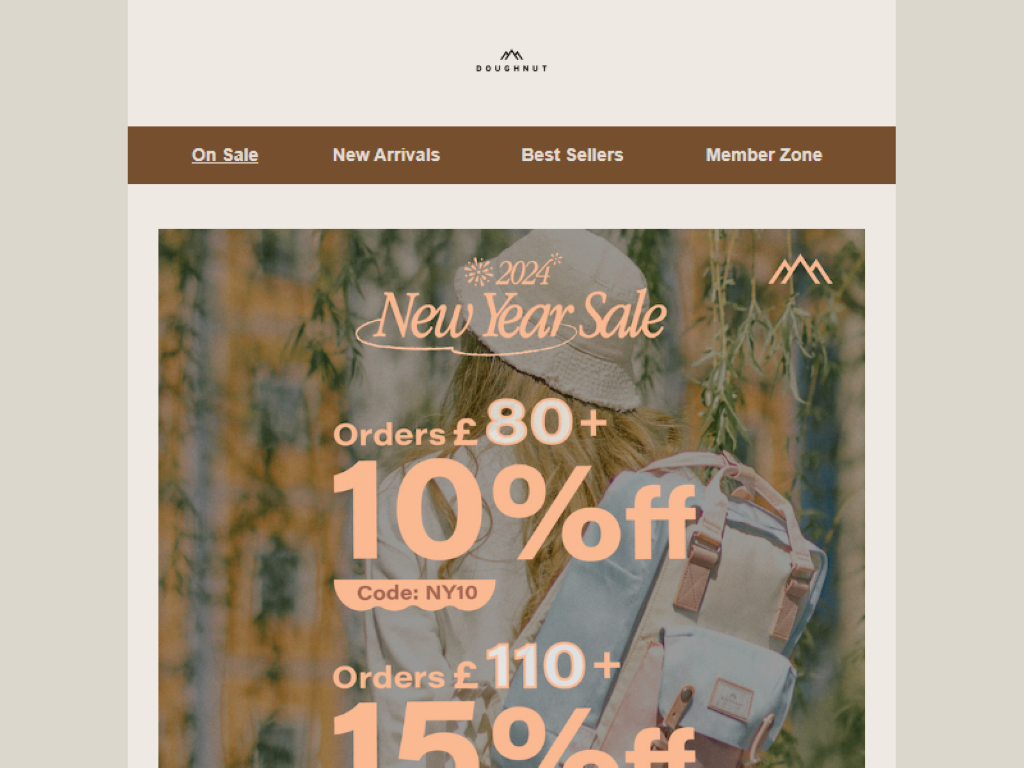 DOUGHNUT
On Sale New Arrivals Best Sellers Member Zone
2024
New Year Sale
Orders £80+
10%off
Code: NY10
Orders £110+
15%off